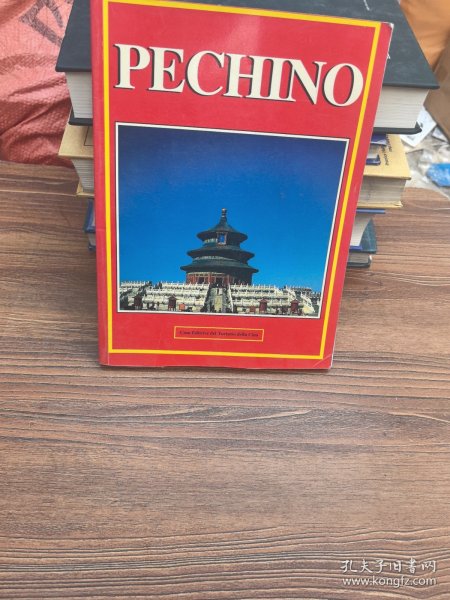 PECHINO
Casa Editrice del Turismo della Cina
孔夫子旧书网
www.kongfz.com